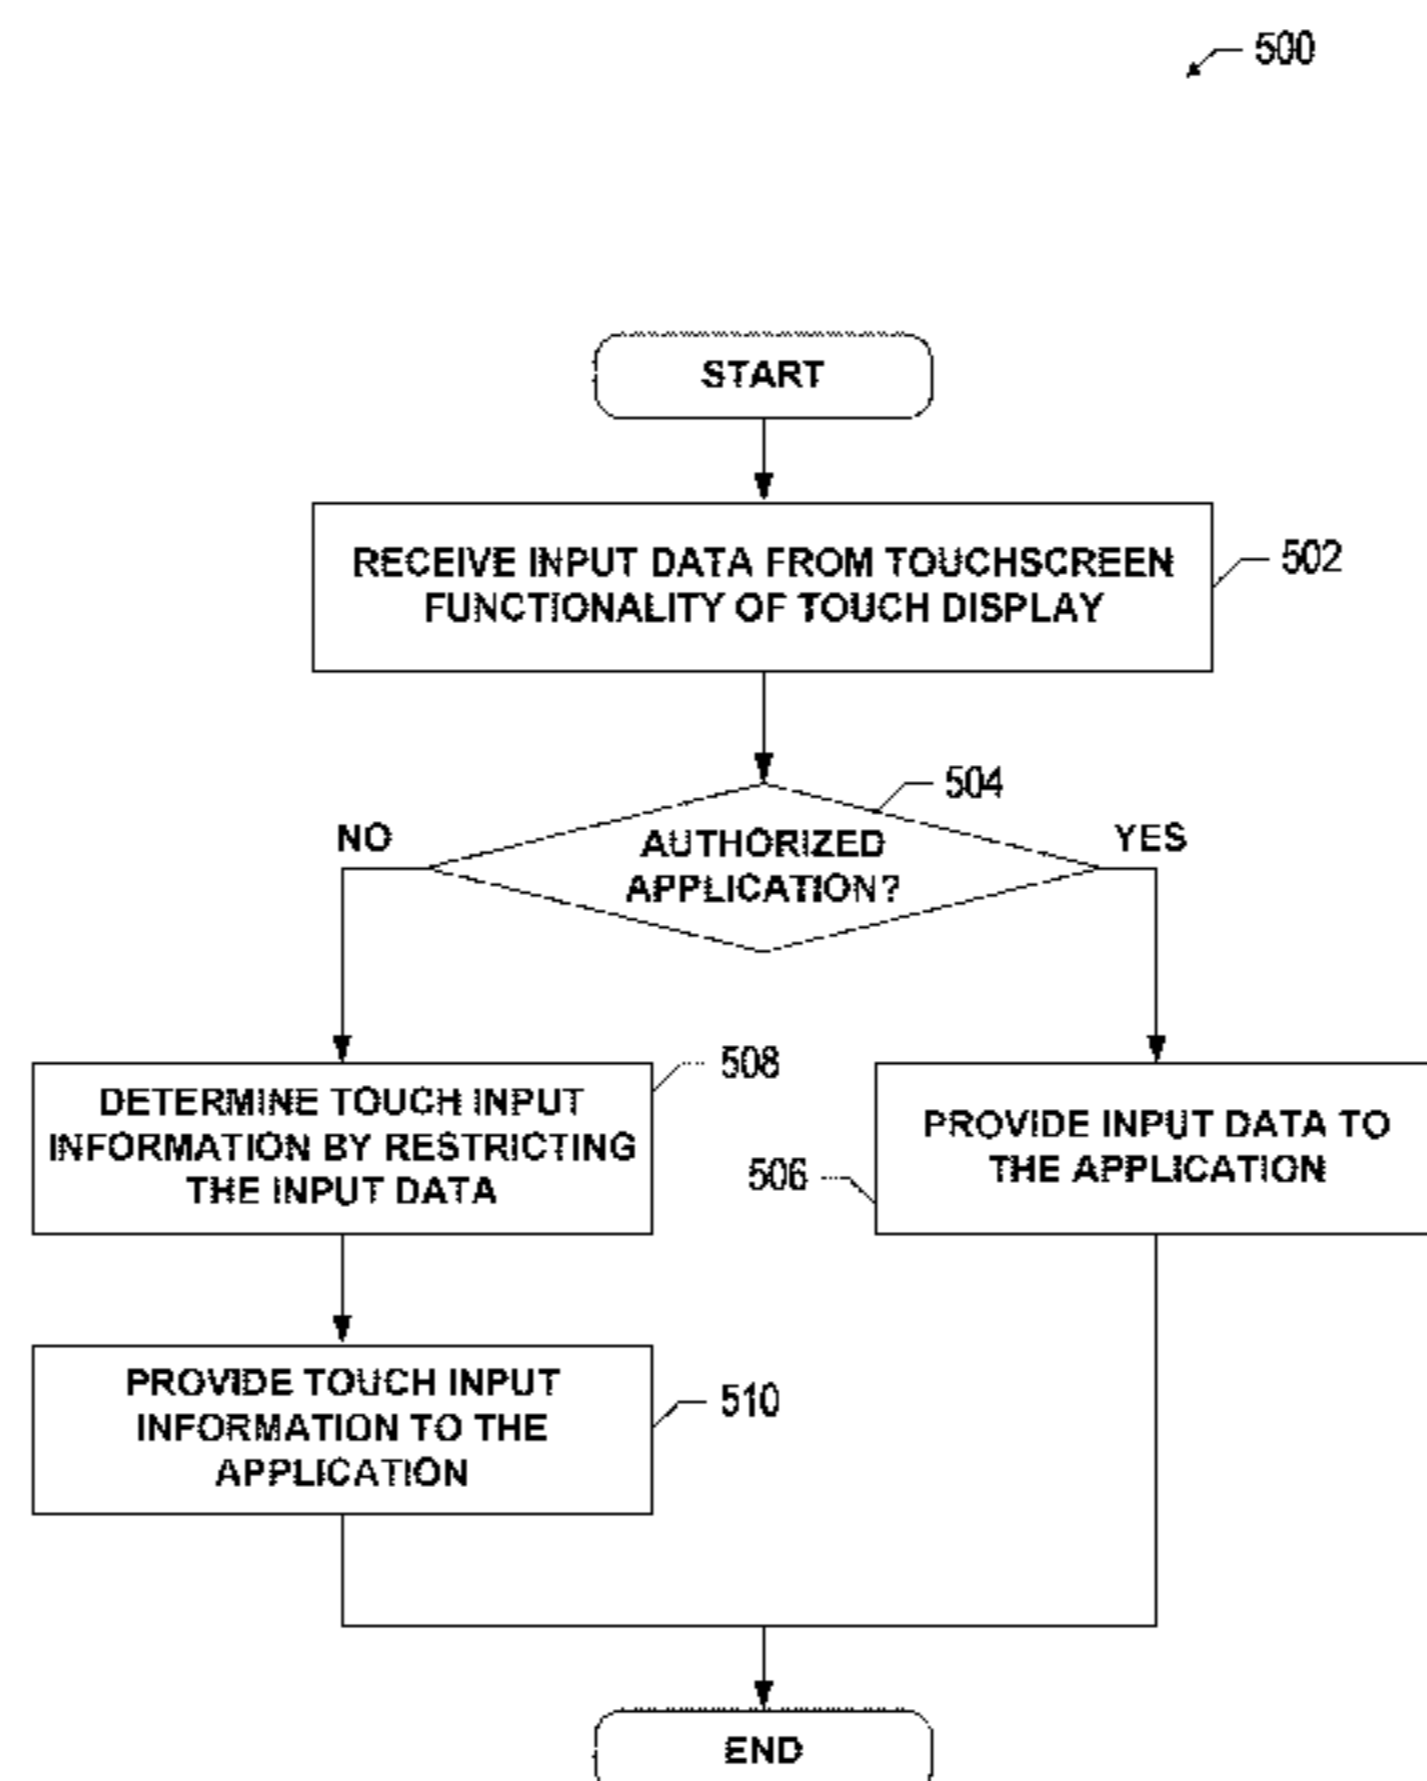 500
START
RECEIVE INPUT DATA FROM TOUCHSCREEN
FUNCTIONALITY OF TOUCH DISPLAY
502
504
NO
AUTHORIZED
APPLICATION?
YES
DETERMINE TOUCH INPUT
INFORMATION BY RESTRICTING
THE INPUT DATA
508
PROVIDE INPUT DATA TO
THE APPLICATION
506
PROVIDE TOUCH INPUT
INFORMATION TO THE
APPLICATION
510
END